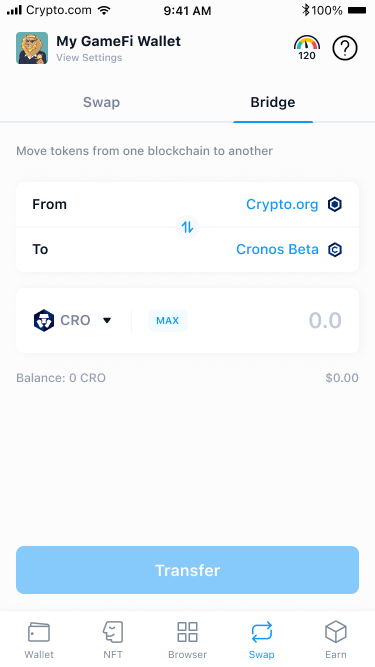 Crypto.com 9:41 AM 100%
My GameFi Wallet
View Settings
120
?
Swap Bridge
Move tokens from one blockchain to another
From Crypto.org
To Cronos Beta
CRO MAX 0.0
Balance: 0 CRO $0.00
Transfer
Wallet NFT Browser Swap Earn